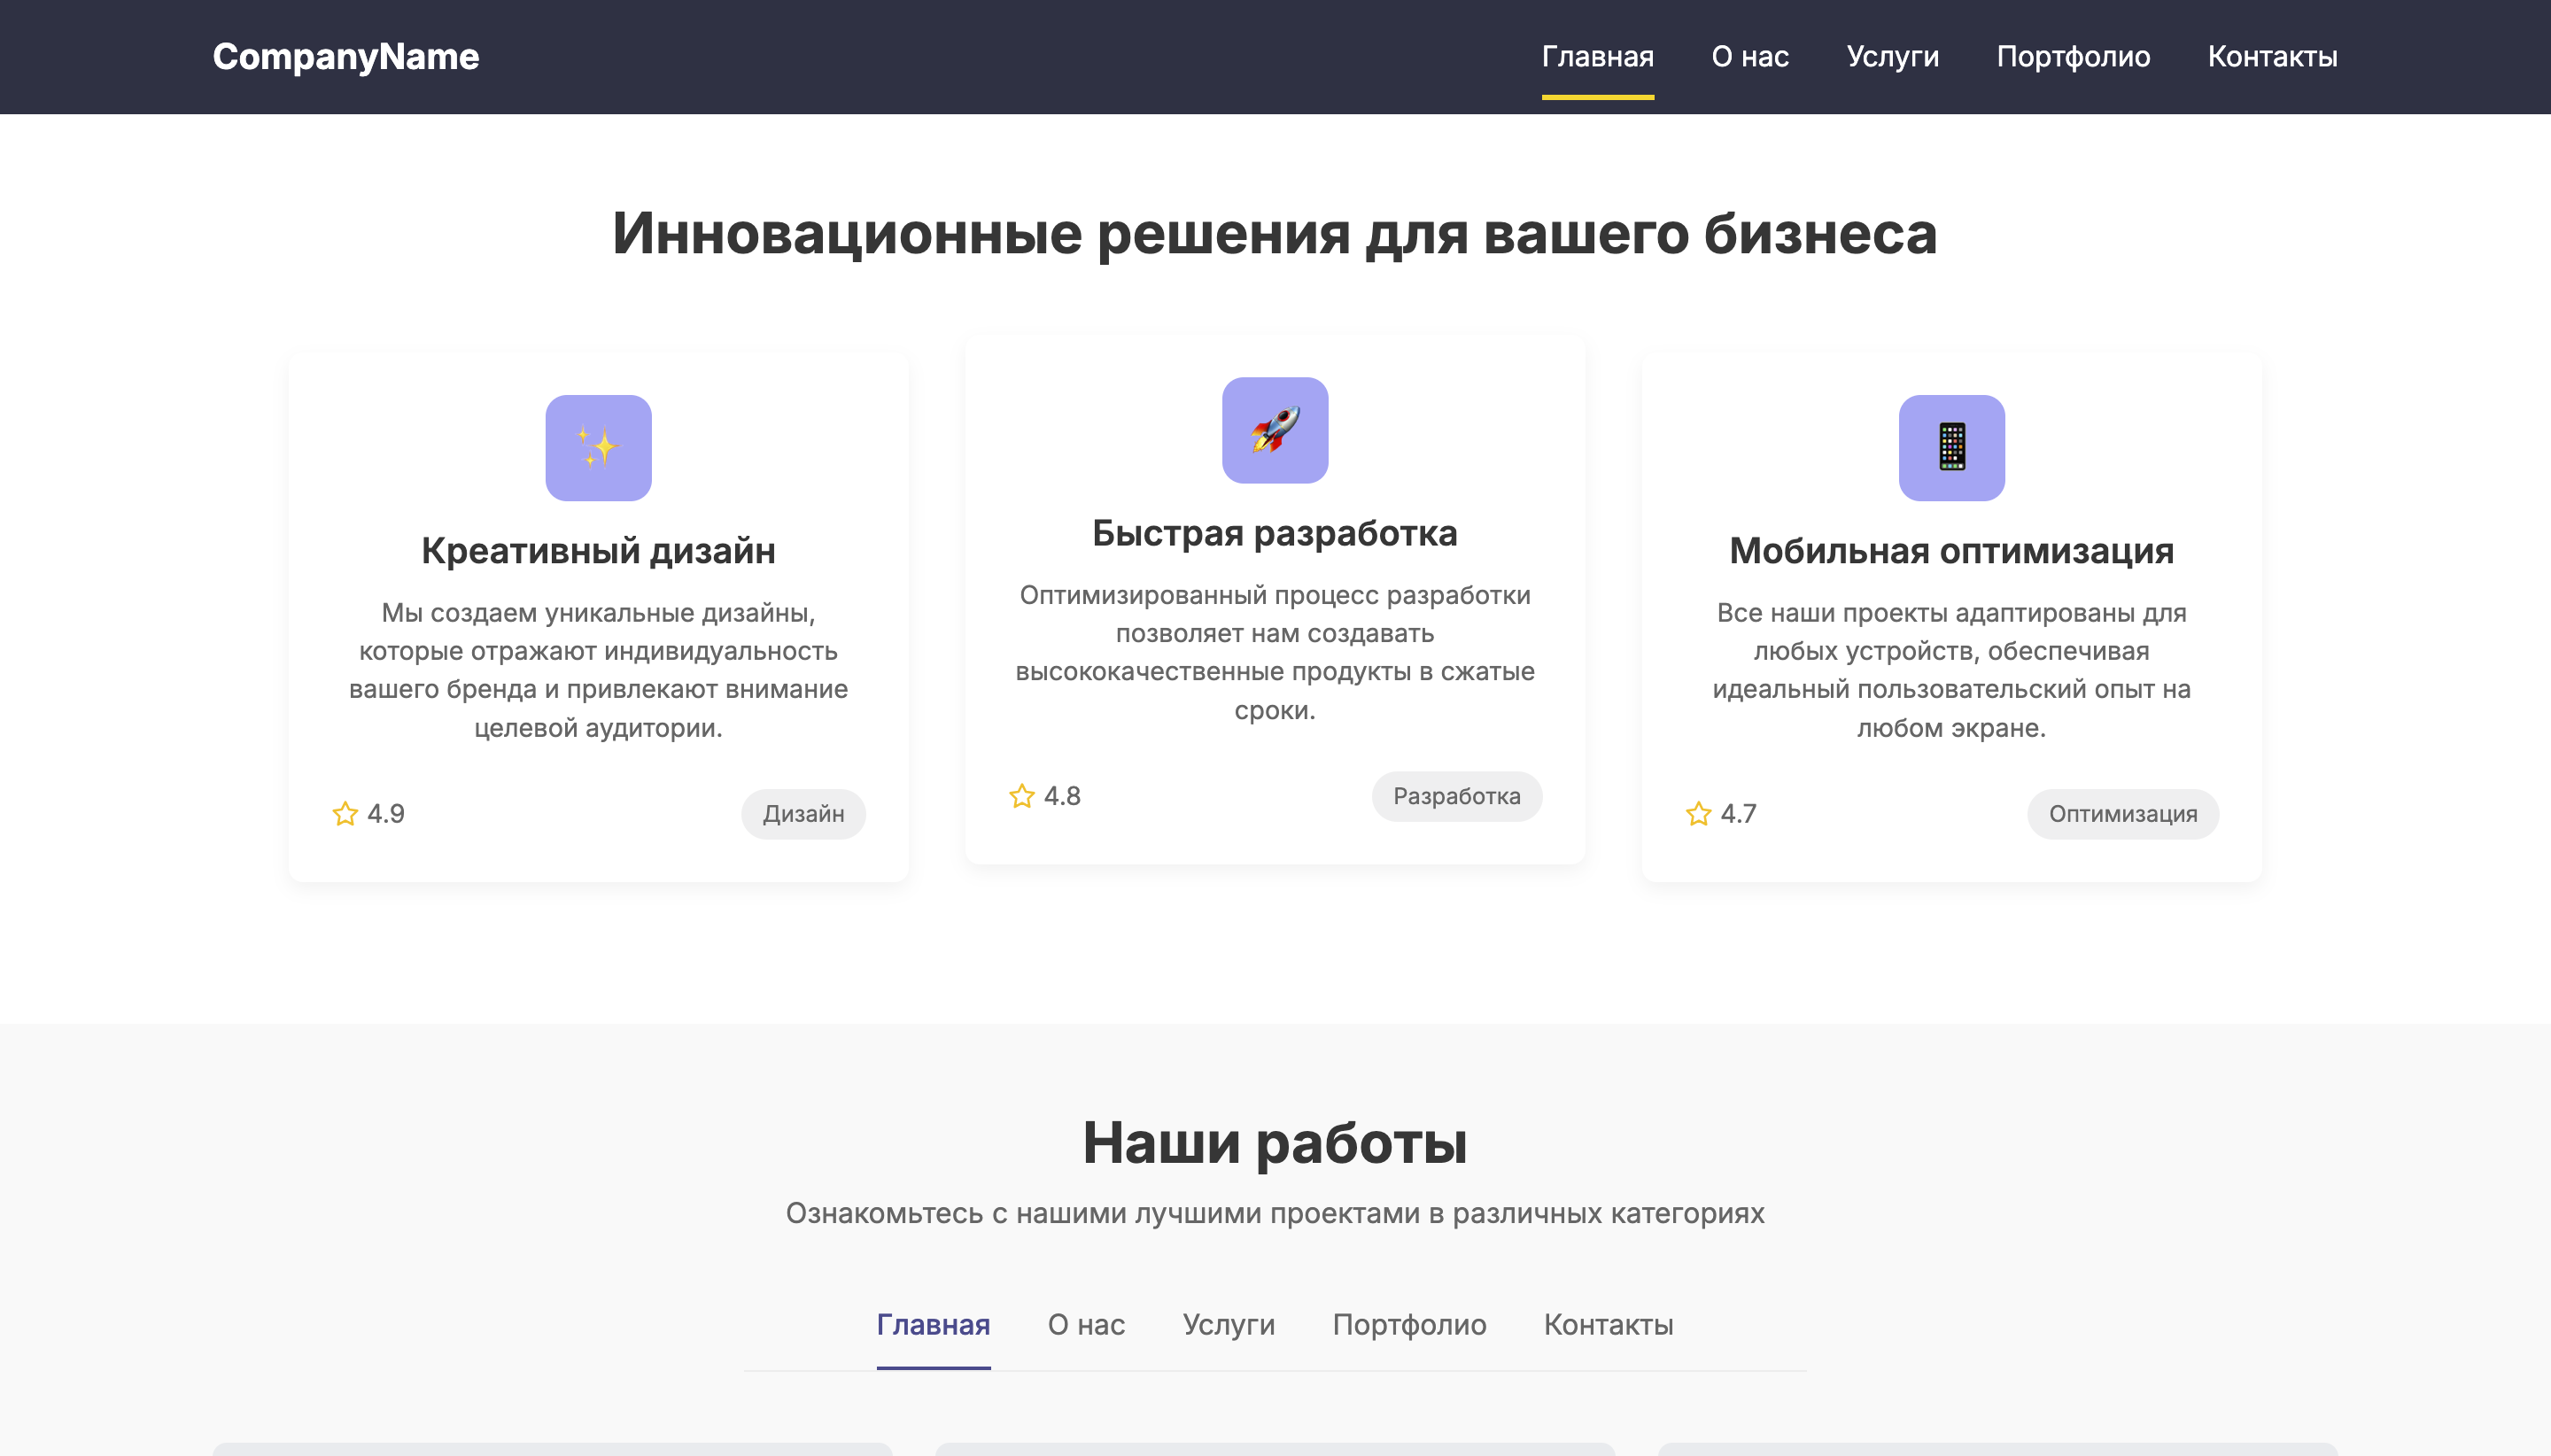 CompanyName
Главная О нас Услуги Портфолио Контакты
Инновационные решения для вашего бизнеса
Креативный дизайн
Мы создаем уникальные дизайны,
которые отражают индивидуальность
вашего бренда и привлекают внимание
целевой аудитории.
4.9 Дизайн
Быстрая разработка
Оптимизированный процесс разработки
позволяет нам создавать
высококачественные продукты в сжатые
сроки.
4.8 Разработка
Мобильная оптимизация
Все наши проекты адаптированы для
любых устройств, обеспечивая
идеальный пользовательский опыт на
любом экране.
4.7 Оптимизация
Наши работы
Ознакомьтесь с нашими лучшими проектами в различных категориях
Главная О нас Услуги Портфолио Контакты